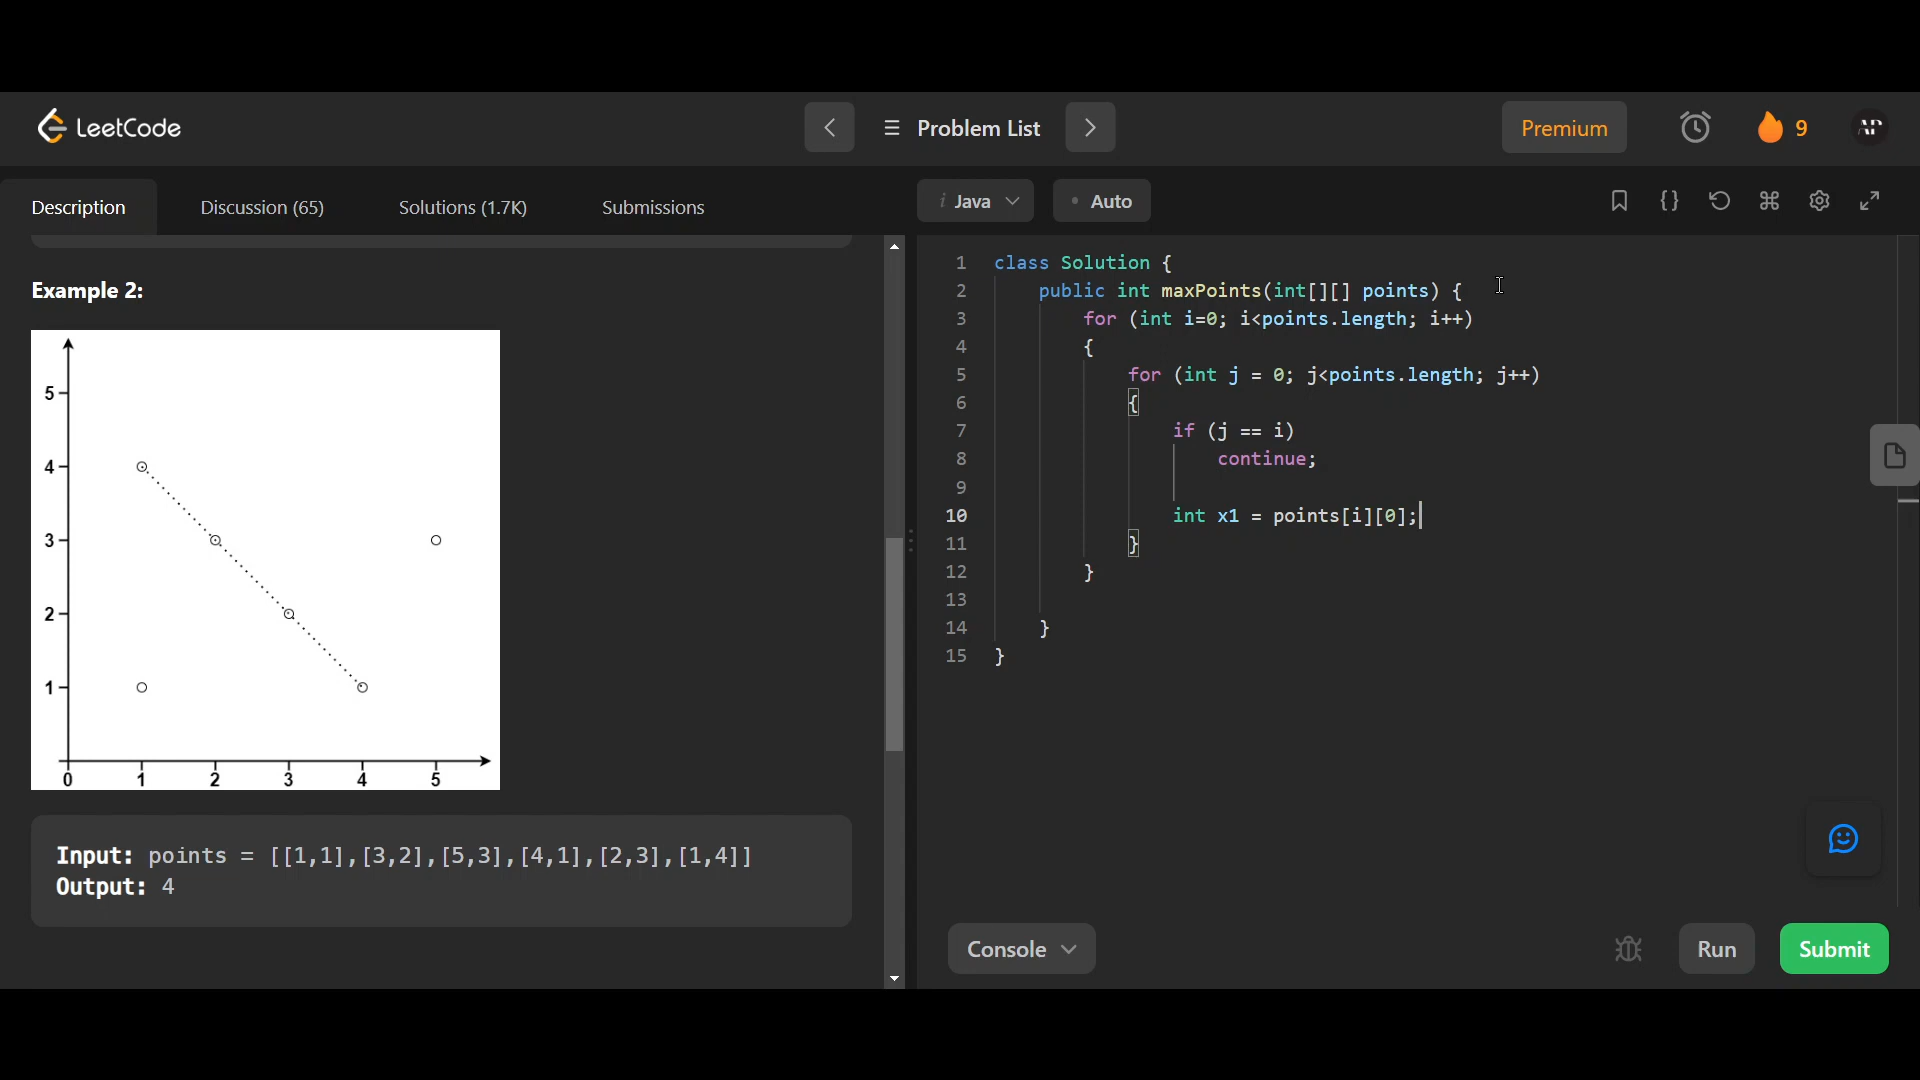 LeetCode
Problem List
Premium
9
AP
Description
Discussion (65)
Solutions (1.7K)
Submissions
i Java
• Auto
Example 2:
5
4
3
2
1
0 1 2 3 4 5
Input: points = [[1,1],[3,2],[5,3],[4,1],[2,3],[1,4]]
Output: 4
1 class Solution {
2 public int maxPoints(int[][] points) {
3 for (int i=0; i<points.length; i++)
4 {
5 for (int j = 0; j<points.length; j++)
6 {
7 if (j == i)
8 continue;
9
10 int x1 = points[i][0];
11 }
12 }
13
14 }
15 }
Console
Run
Submit